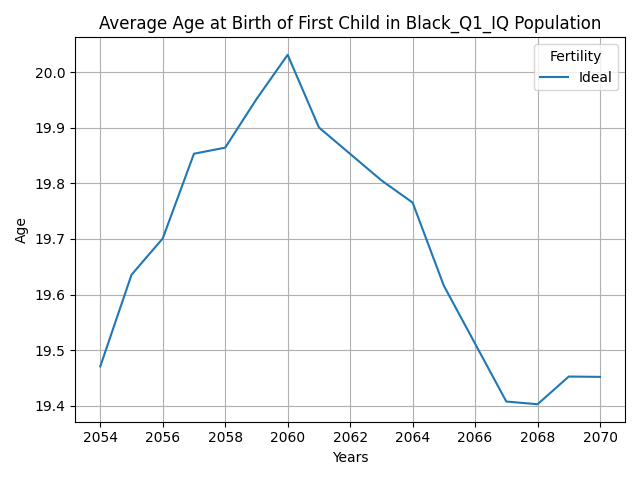 Average Age at Birth of First Child in Black_Q1_IQ Population
Fertility
Ideal
20.0
19.9
19.8
19.7
19.6
19.5
19.4
Age
2054 2056 2058 2060 2062 2064 2066 2068 2070
Years